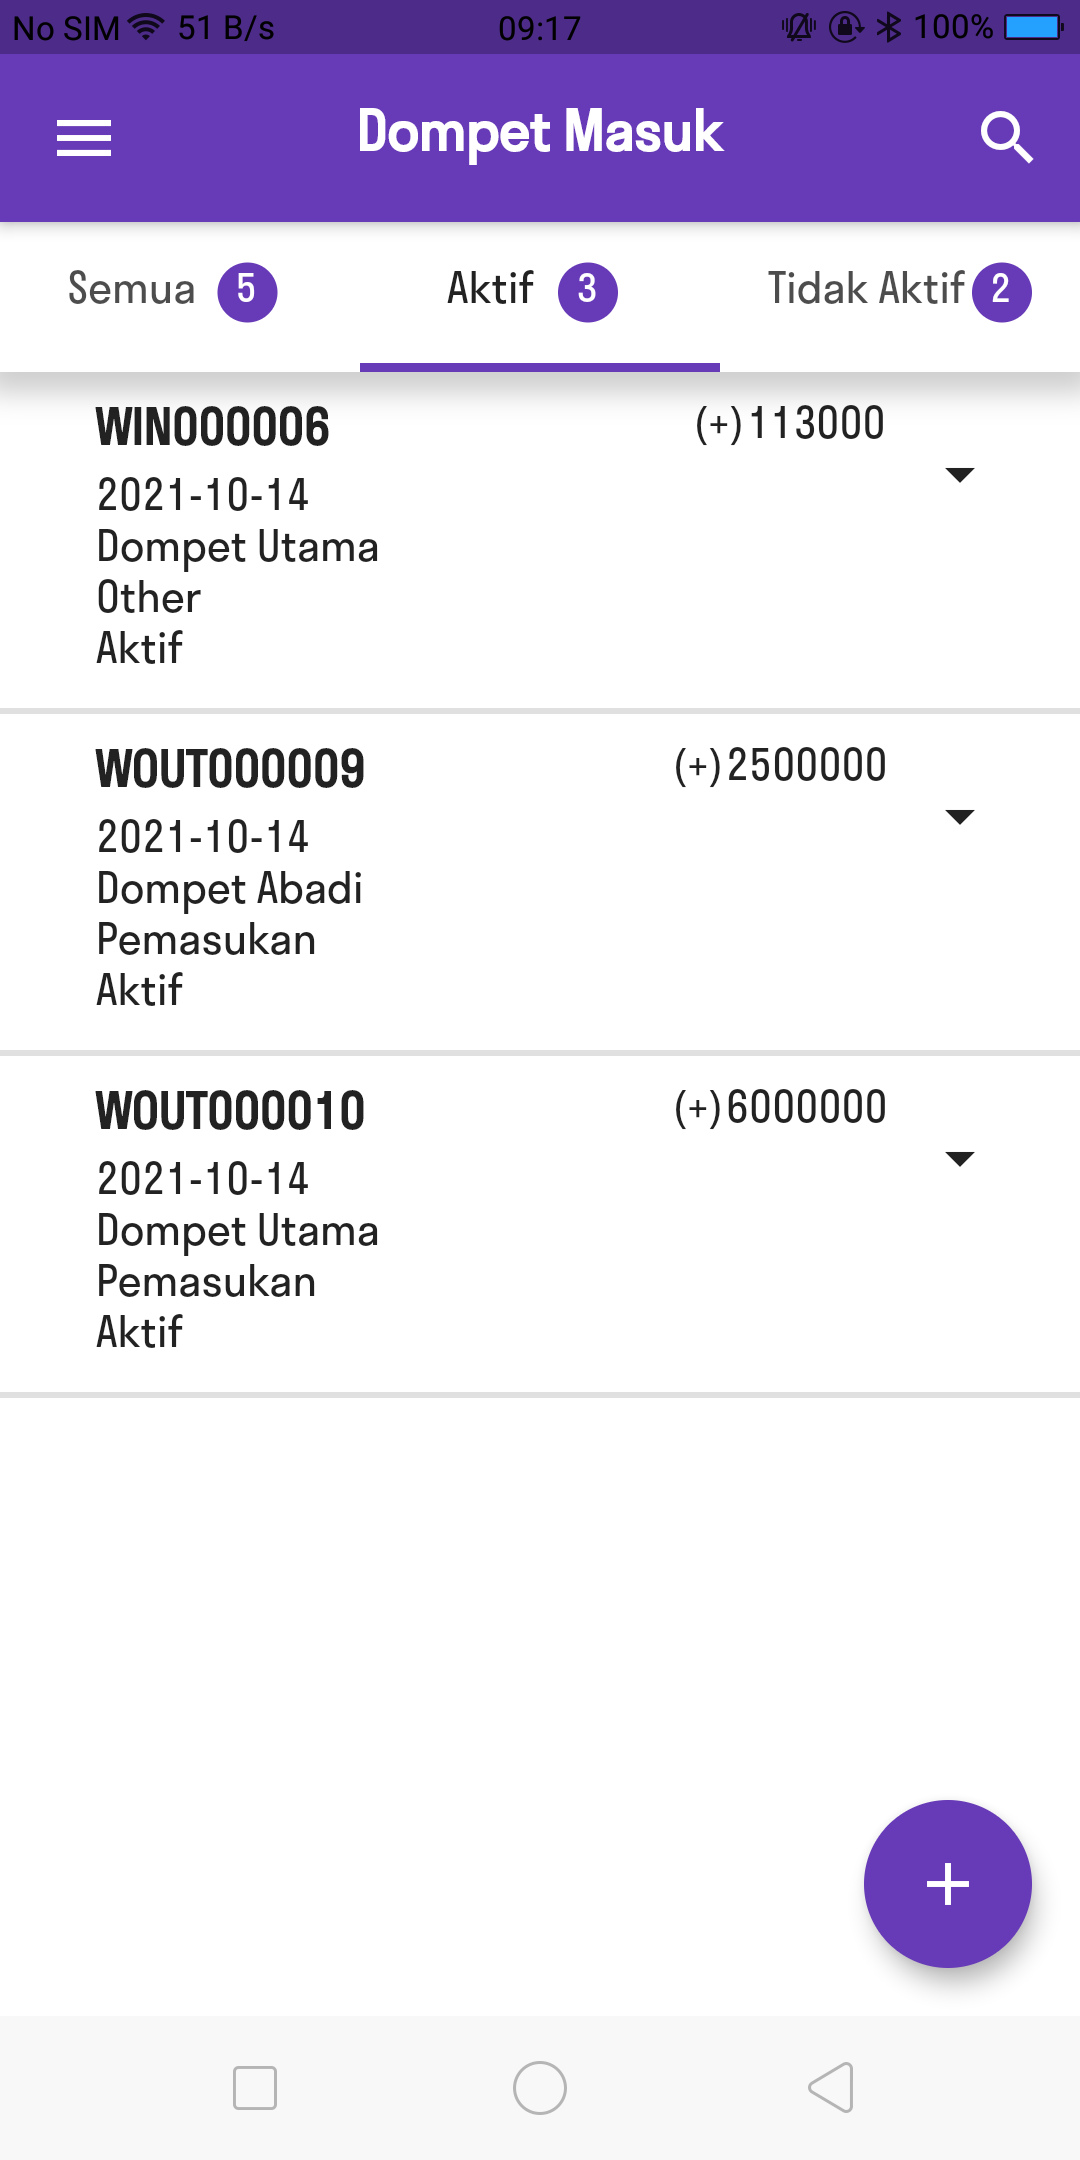 No SIM 51 B/s 09:17 100%
Dompet Masuk
Semua 5 Aktif 3 Tidak Aktif 2
WIN000006 (+)113000
2021-10-14
Dompet Utama
Other
Aktif
WOUT000009 (+)2500000
2021-10-14
Dompet Abadi
Pemasukan
Aktif
WOUT000010 (+)6000000
2021-10-14
Dompet Utama
Pemasukan
Aktif